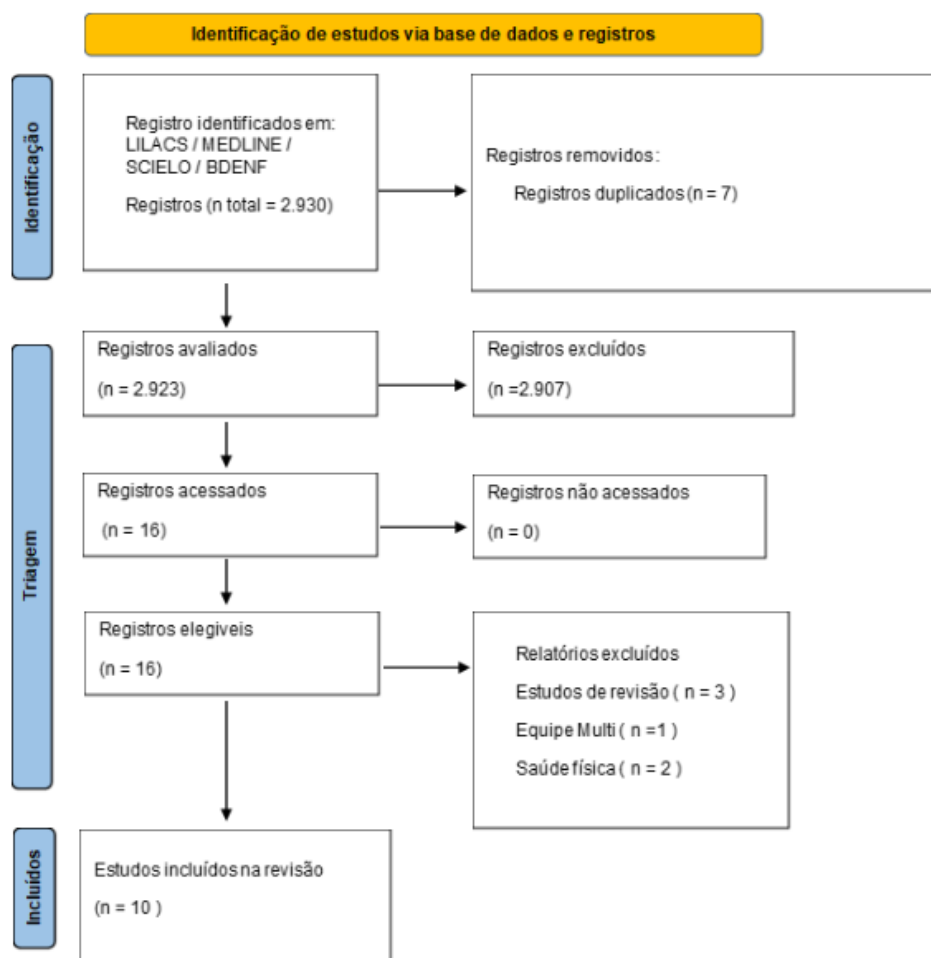 Identificação de estudos via base de dados e registros
Identificação
Registro identificados em:
LILACS / MEDLINE /
SCIELO / BDENF
Registros (n total = 2.930)
Registros removidos:
Registros duplicados (n = 7)
Triagem
Registros avaliados
(n = 2.923)
Registros excluídos
(n =2.907)
Registros acessados
(n = 16)
Registros não acessados
(n = 0)
Registros elegiveis
(n = 16)
Relatórios excluídos
Estudos de revisão ( n = 3 )
Equipe Multi ( n =1 )
Saúde física ( n = 2 )
Incluídos
Estudos incluídos na revisão
(n = 10 )